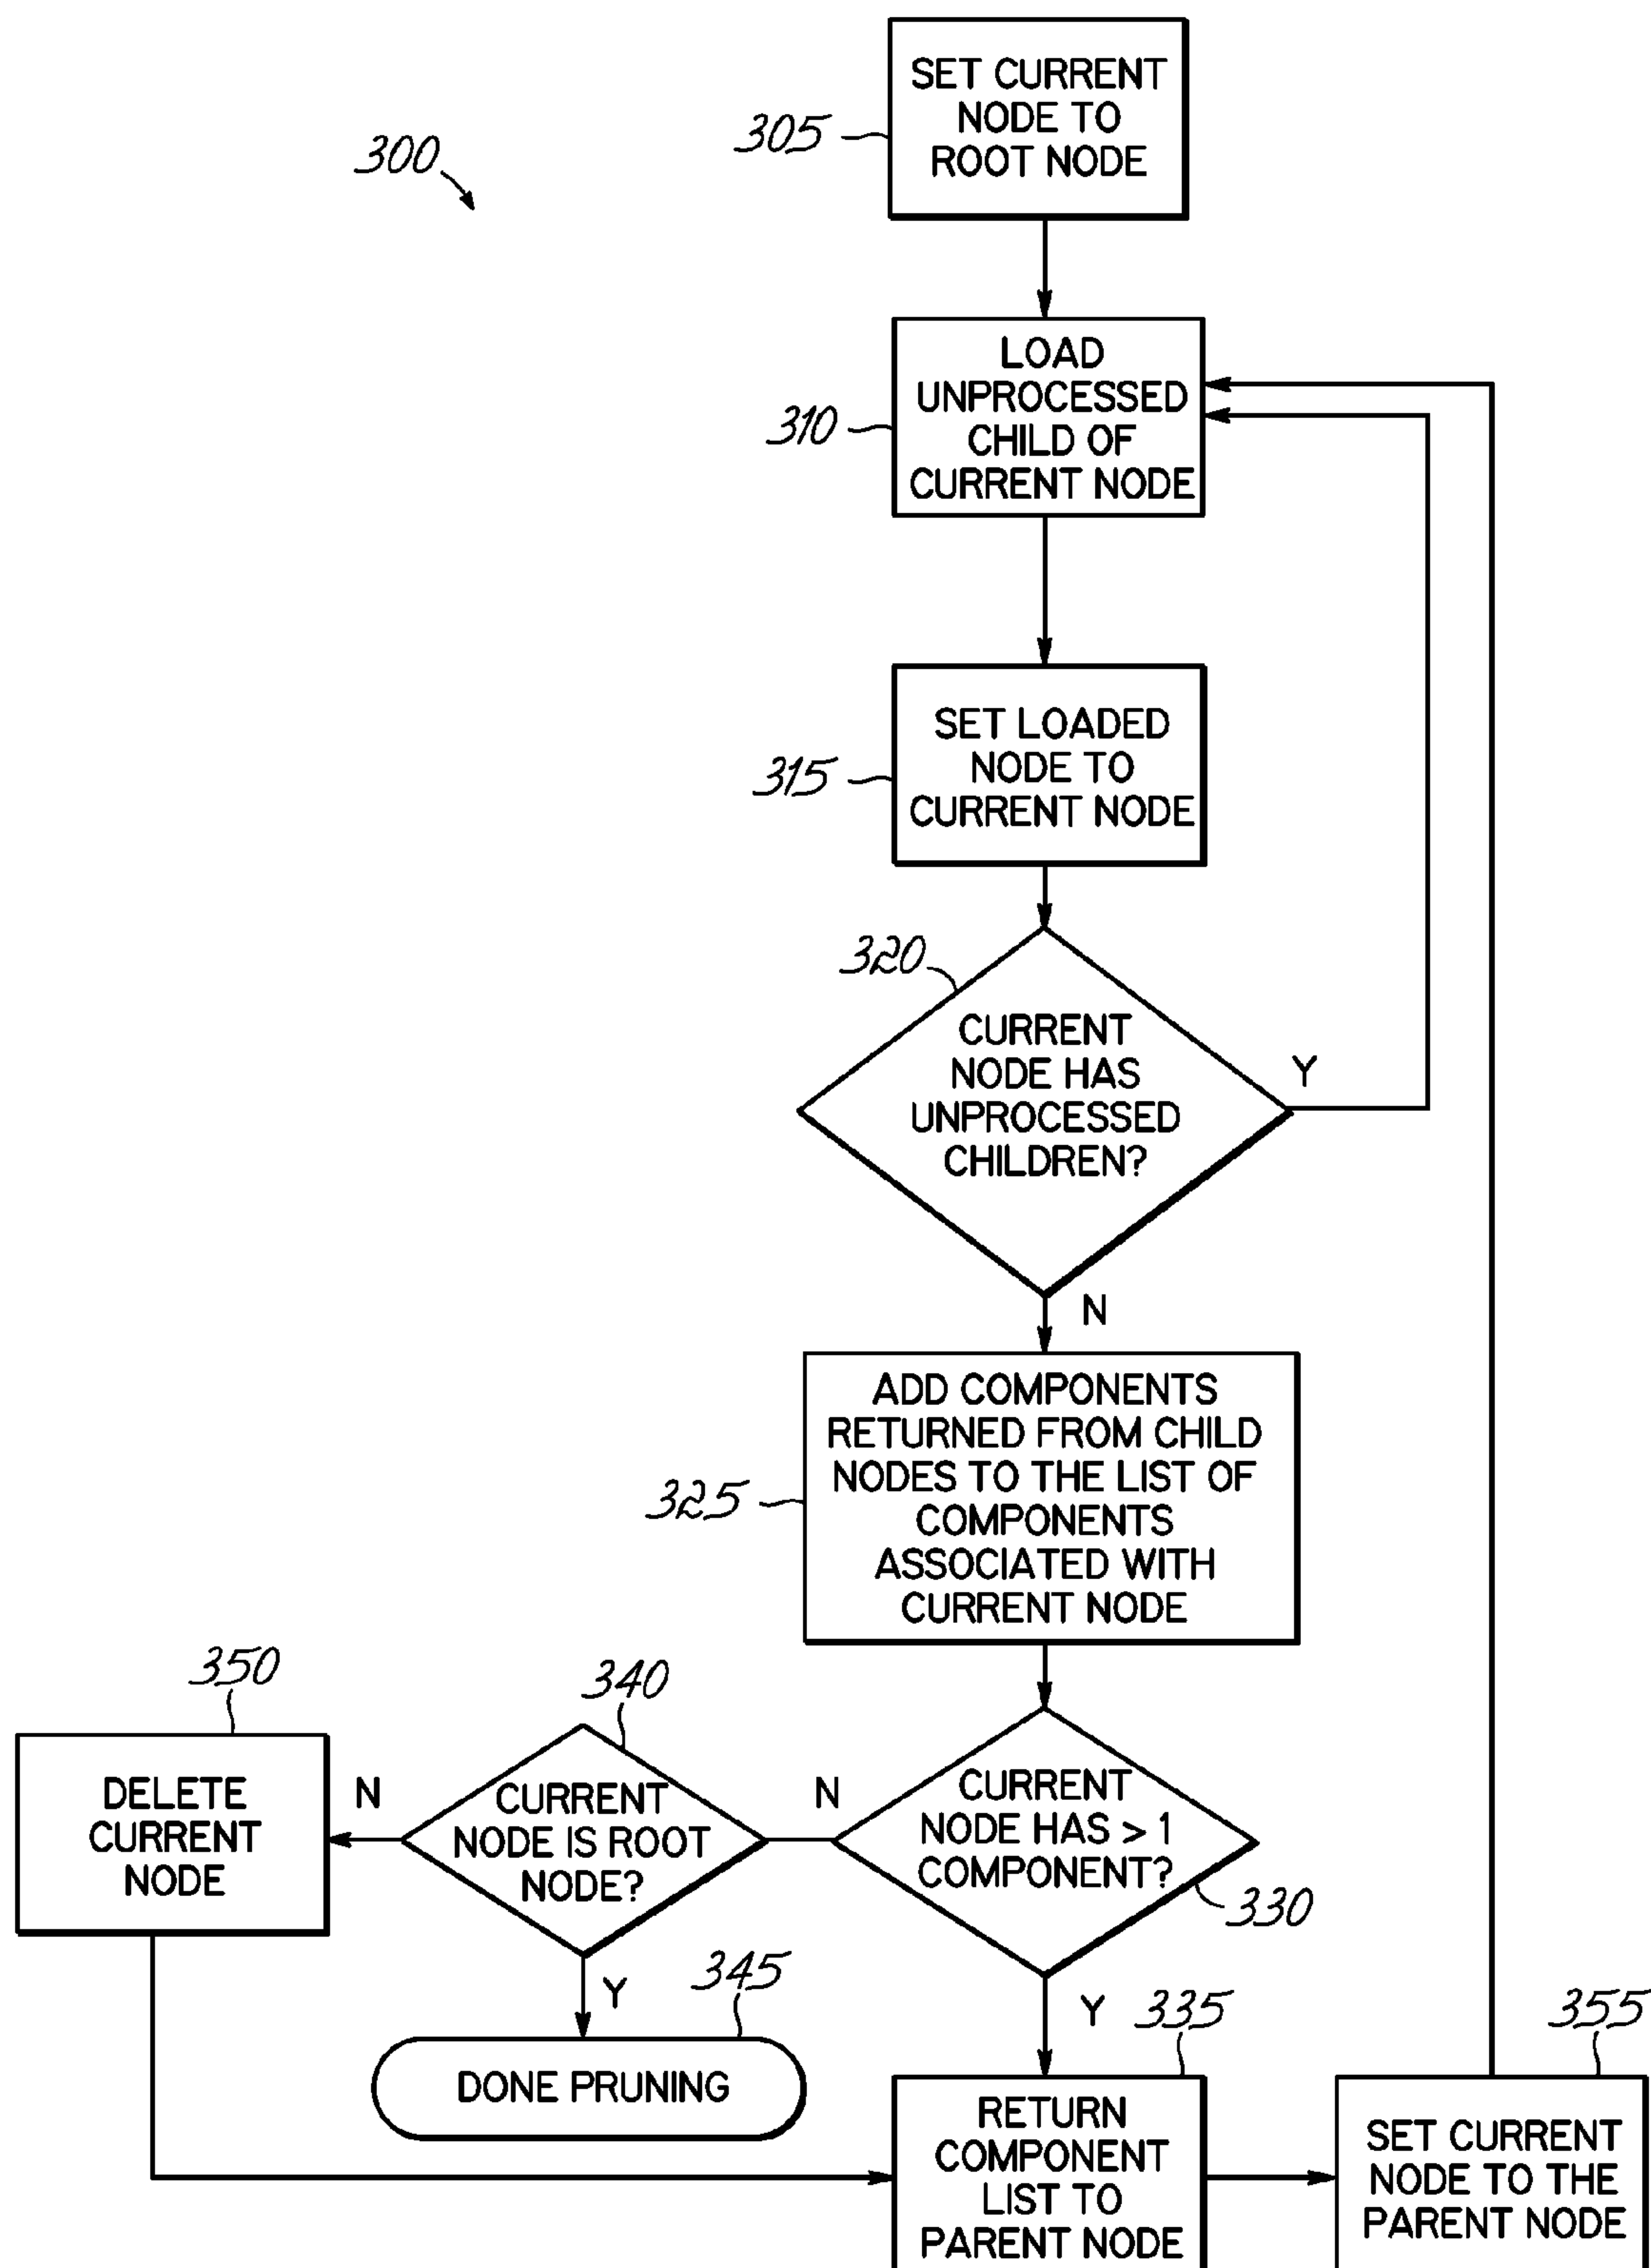 300
305
SET CURRENT
NODE TO
ROOT NODE
310
LOAD
UNPROCESSED
CHILD OF
CURRENT NODE
315
SET LOADED
NODE TO
CURRENT NODE
320
CURRENT
NODE HAS
UNPROCESSED
CHILDREN?
Y
N
325
ADD COMPONENTS
RETURNED FROM CHILD
NODES TO THE LIST OF
COMPONENTS
ASSOCIATED WITH
CURRENT NODE
330
CURRENT
NODE HAS > 1
COMPONENT?
N
Y
340
CURRENT
NODE IS ROOT
NODE?
N
Y
350
DELETE
CURRENT
NODE
345
DONE PRUNING
335
RETURN
COMPONENT
LIST TO
PARENT NODE
355
SET CURRENT
NODE TO THE
PARENT NODE